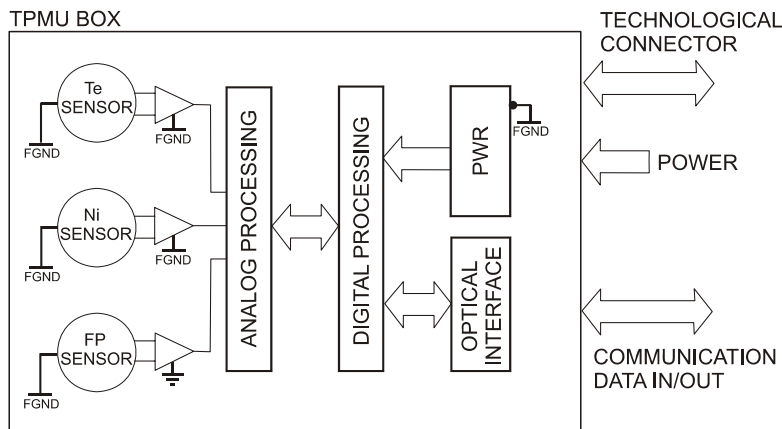 TPMU BOX
TECHNOLOGICAL
CONNECTOR
Te
SENSOR
FGND
FGND
Ni
SENSOR
FGND
FGND
FP
SENSOR
FGND
ANALOG PROCESSING
DIGITAL PROCESSING
PWR
FGND
OPTICAL
INTERFACE
POWER
COMMUNICATION
DATA IN/OUT